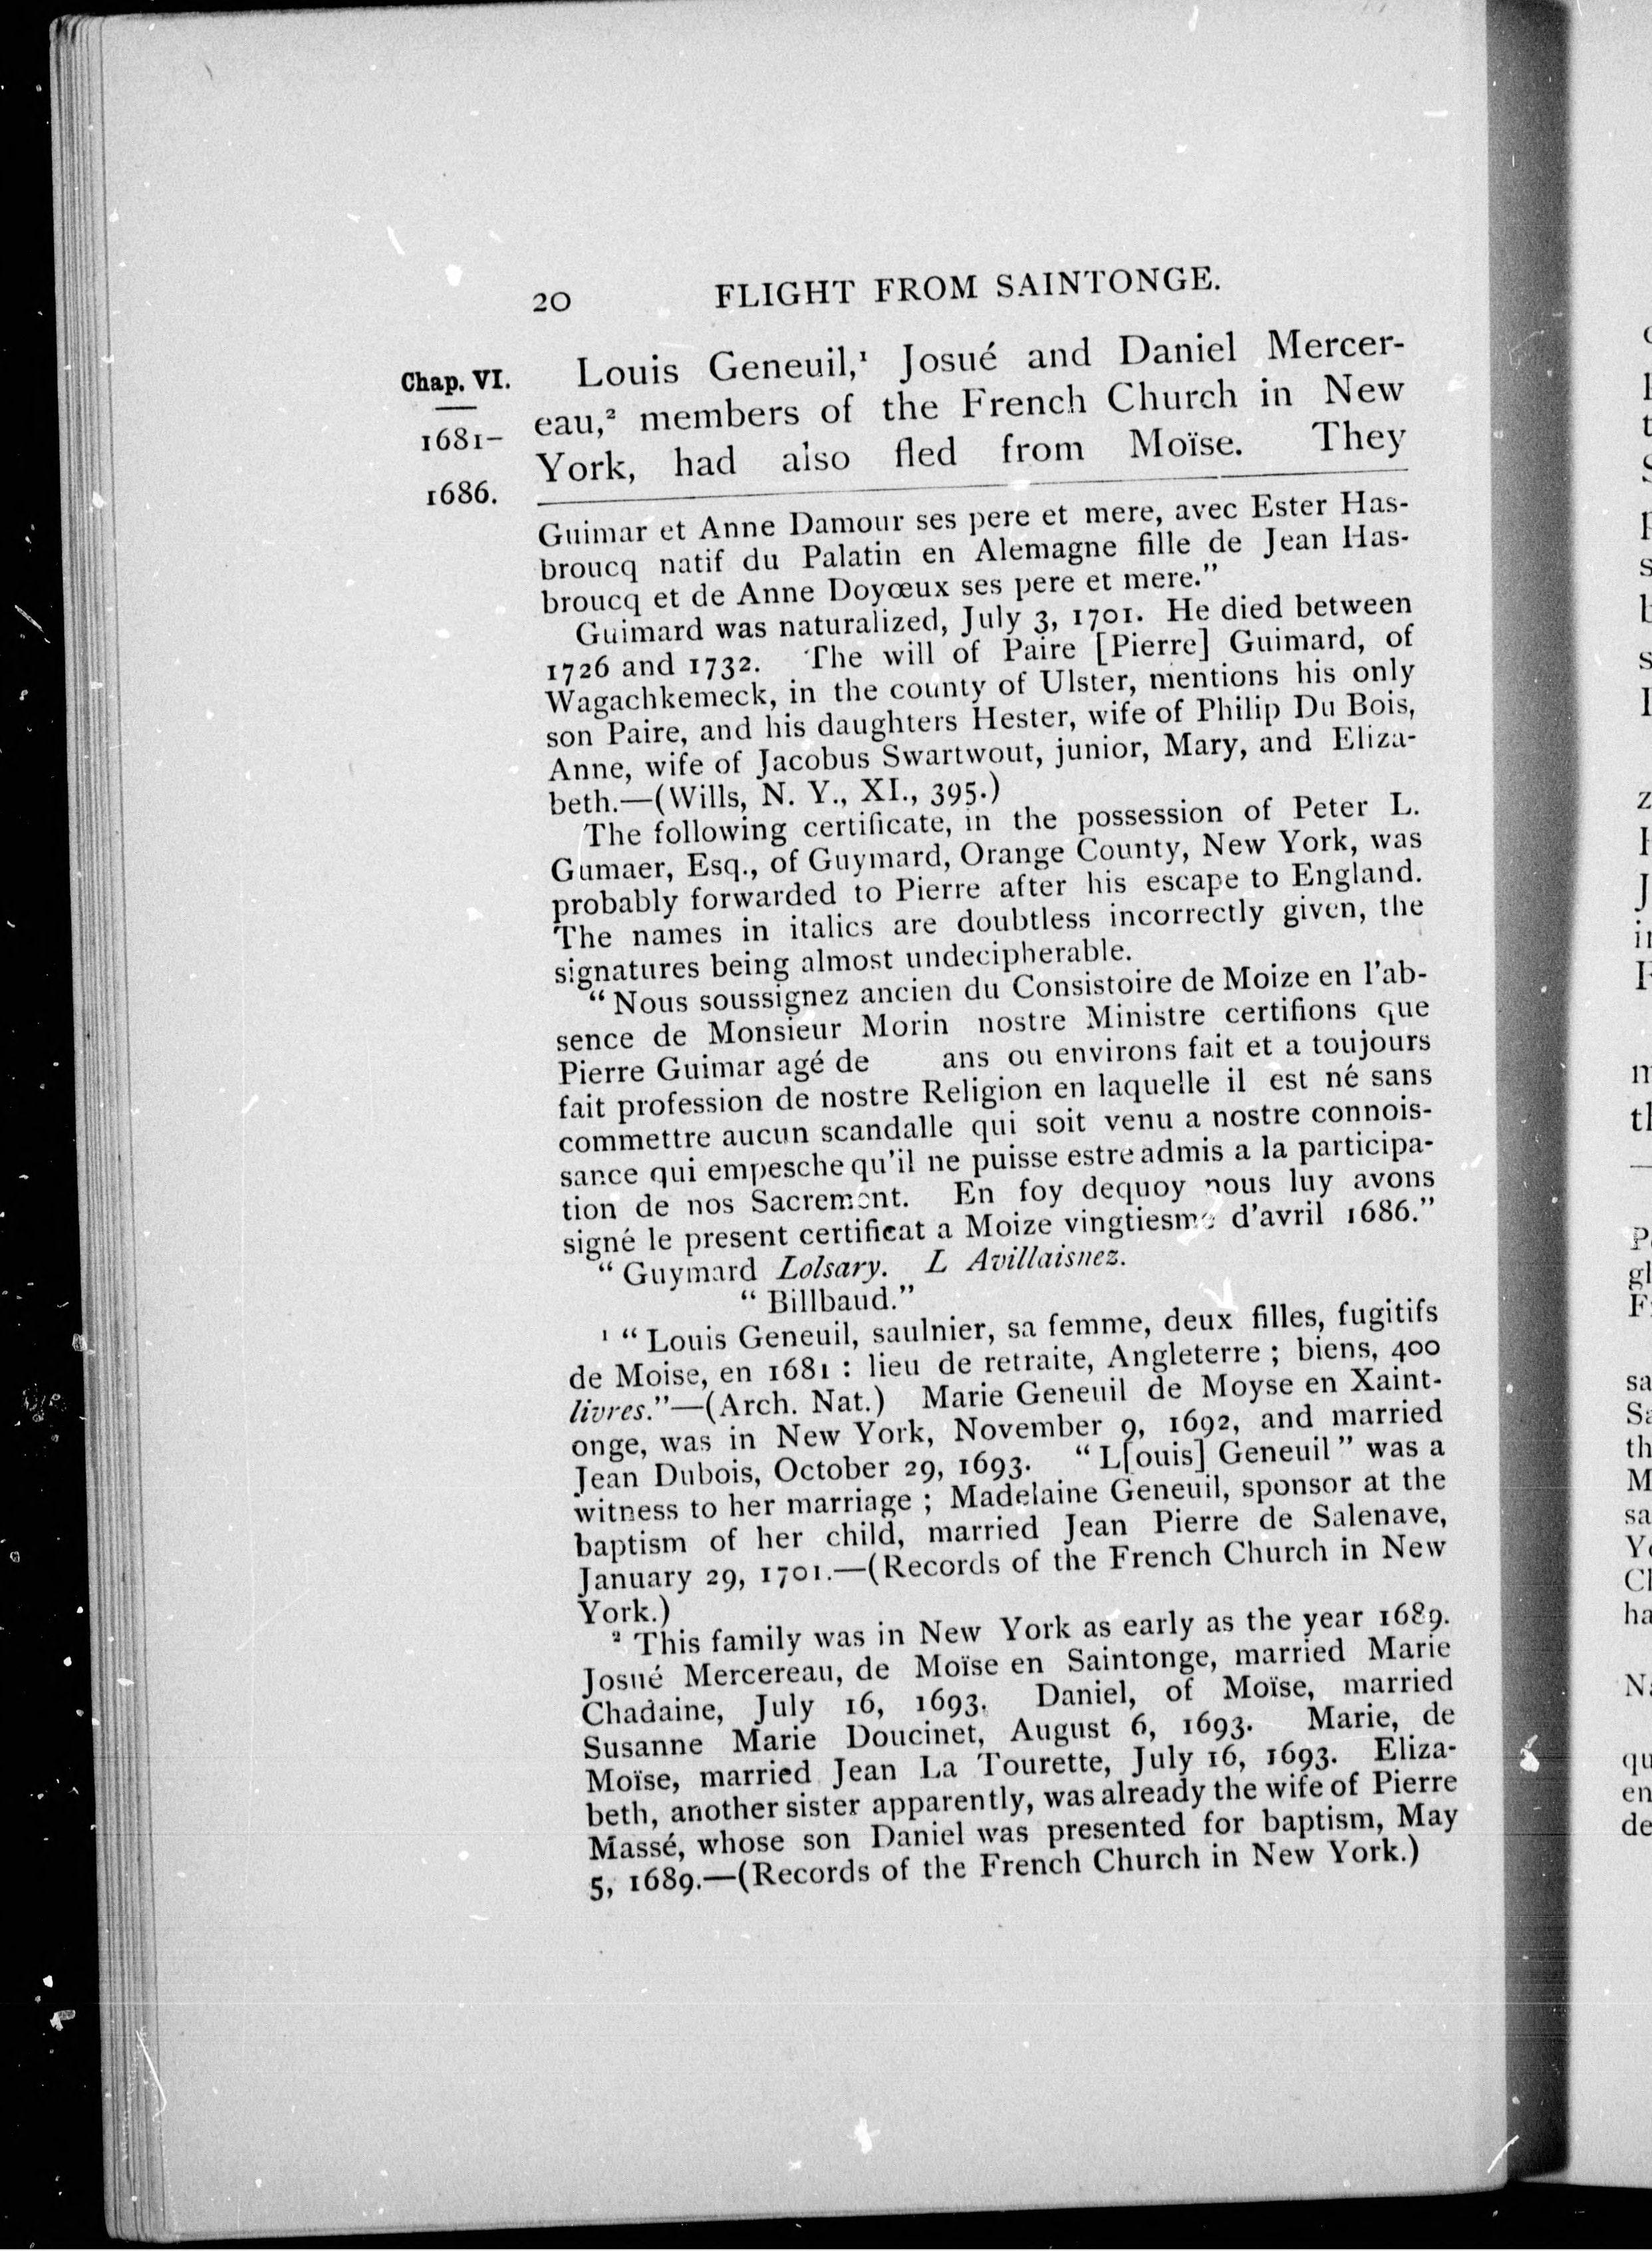 20 FLIGHT FROM SAINTONGE.
Chap. VI.
1681–
1686.
Louis Geneuil,¹ Josué and Daniel Mercer-
eau,² members of the French Church in New
York, had also fled from Moïse. They
Guimar et Anne Damour ses pere et mere, avec Ester Has-
broucq natif du Palatin en Alemagne fille de Jean Has-
broucq et de Anne Doyœux ses pere et mere.”
Guimard was naturalized, July 3, 1701. He died between
1726 and 1732. The will of Paire [Pierre] Guimard, of
Wagachkemeck, in the county of Ulster, mentions his only
son Paire, and his daughters Hester, wife of Philip Du Bois,
Anne, wife of Jacobus Swartwout, junior, Mary, and Eliza-
beth.—(Wills, N. Y., XI., 395.)
The following certificate, in the possession of Peter L.
Gumaer, Esq., of Guymard, Orange County, New York, was
probably forwarded to Pierre after his escape to England.
The names in italics are doubtless incorrectly given, the
signatures being almost undecipherable.
“Nous soussignez ancien du Consistoire de Moize en l’ab-
sence de Monsieur Morin nostre Ministre certifions que
Pierre Guimar agé de ans ou environs fait et a toujours
fait profession de nostre Religion en laquelle il est né sans
commettre aucun scandalle qui soit venu a nostre connois-
sance qui empesche qu’il ne puisse estre admis a la participa-
tion de nos Sacrement. En foy dequoy nous luy avons
signé le present certificat a Moize vingtiesme d’avril 1686.”
“Guymard Lolsary. L Avillaisnez.
“Billbaud.”
¹ “Louis Geneuil, saulnier, sa femme, deux filles, fugitifs
de Moise, en 1681 : lieu de retraite, Angleterre ; biens, 400
livres.”—(Arch. Nat.) Marie Geneuil de Moyse en Xaint-
onge, was in New York, November 9, 1692, and married
Jean Dubois, October 29, 1693. “L[ouis] Geneuil” was a
witness to her marriage ; Madelaine Geneuil, sponsor at the
baptism of her child, married Jean Pierre de Salenave,
January 29, 1701.—(Records of the French Church in New
York.)
² This family was in New York as early as the year 1689.
Josué Mercereau, de Moïse en Saintonge, married Marie
Chadaine, July 16, 1693. Daniel, of Moïse, married
Susanne Marie Doucinet, August 6, 1693. Marie, de
Moïse, married Jean La Tourette, July 16, 1693. Eliza-
beth, another sister apparently, was already the wife of Pierre
Massé, whose son Daniel was presented for baptism, May
5, 1689.—(Records of the French Church in New York.)